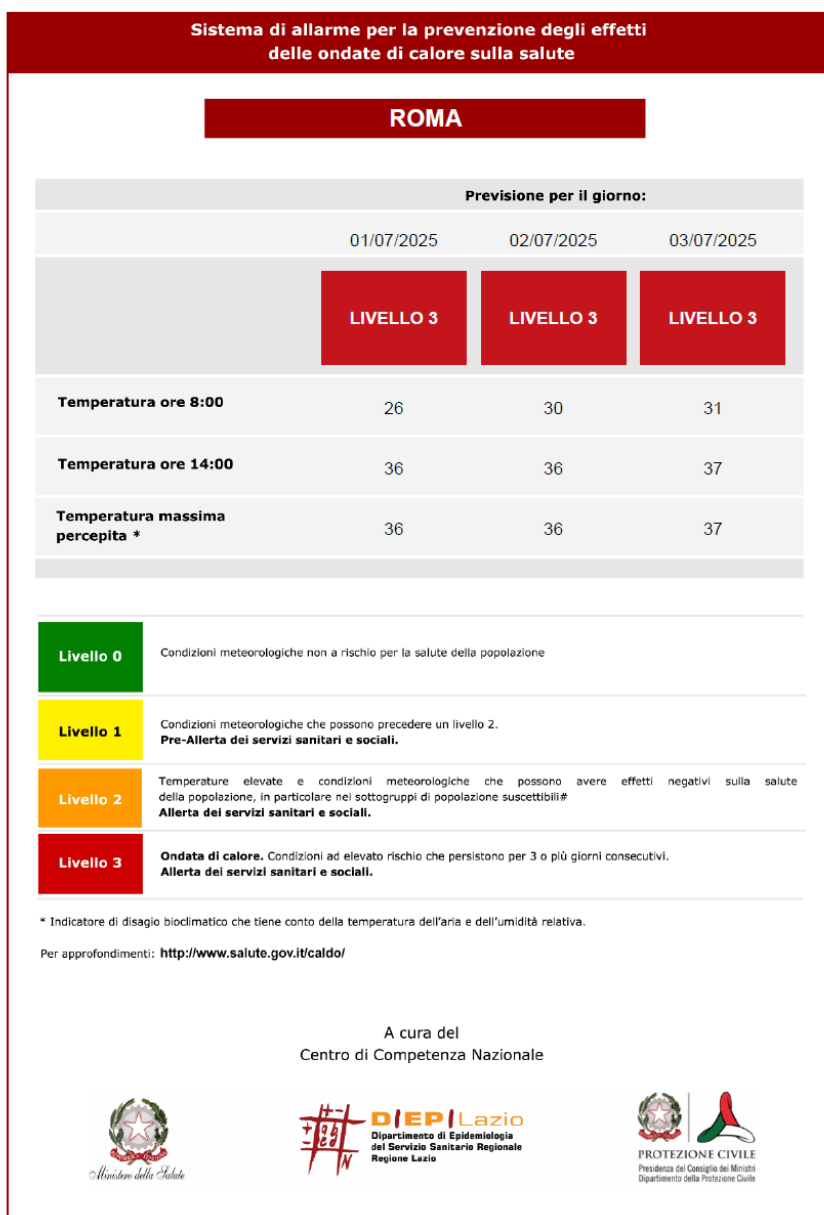 Sistema di allarme per la prevenzione degli effetti
delle ondate di calore sulla salute
ROMA
Previsione per il giorno:
01/07/2025 02/07/2025 03/07/2025
LIVELLO 3 LIVELLO 3 LIVELLO 3
Temperatura ore 8:00 26 30 31
Temperatura ore 14:00 36 36 37
Temperatura massima
percepita * 36 36 37
Livello 0 Condizioni meteorologiche non a rischio per la salute della popolazione
Livello 1 Condizioni meteorologiche che possono precedere un livello 2.
Pre-Allerta dei servizi sanitari e sociali.
Livello 2 Temperature elevate e condizioni meteorologiche che possono avere effetti negativi sulla salute
della popolazione, in particolare nei sottogruppi di popolazione suscettibili#
Allerta dei servizi sanitari e sociali.
Livello 3 Ondata di calore. Condizioni ad elevato rischio che persistono per 3 o più giorni consecutivi.
Allerta dei servizi sanitari e sociali.
* Indicatore di disagio bioclimatico che tiene conto della temperatura dell'aria e dell'umidità relativa.
Per approfondimenti: http://www.salute.gov.it/caldo/
A cura del
Centro di Competenza Nazionale
Ministero della Salute
D/EP/Lazio
Dipartimento di Epidemiologia
del Servizio Sanitario Regionale
Regione Lazio
PROTEZIONE CIVILE
Presidenza del Consiglio dei Ministri
Dipartimento della Protezione Civile